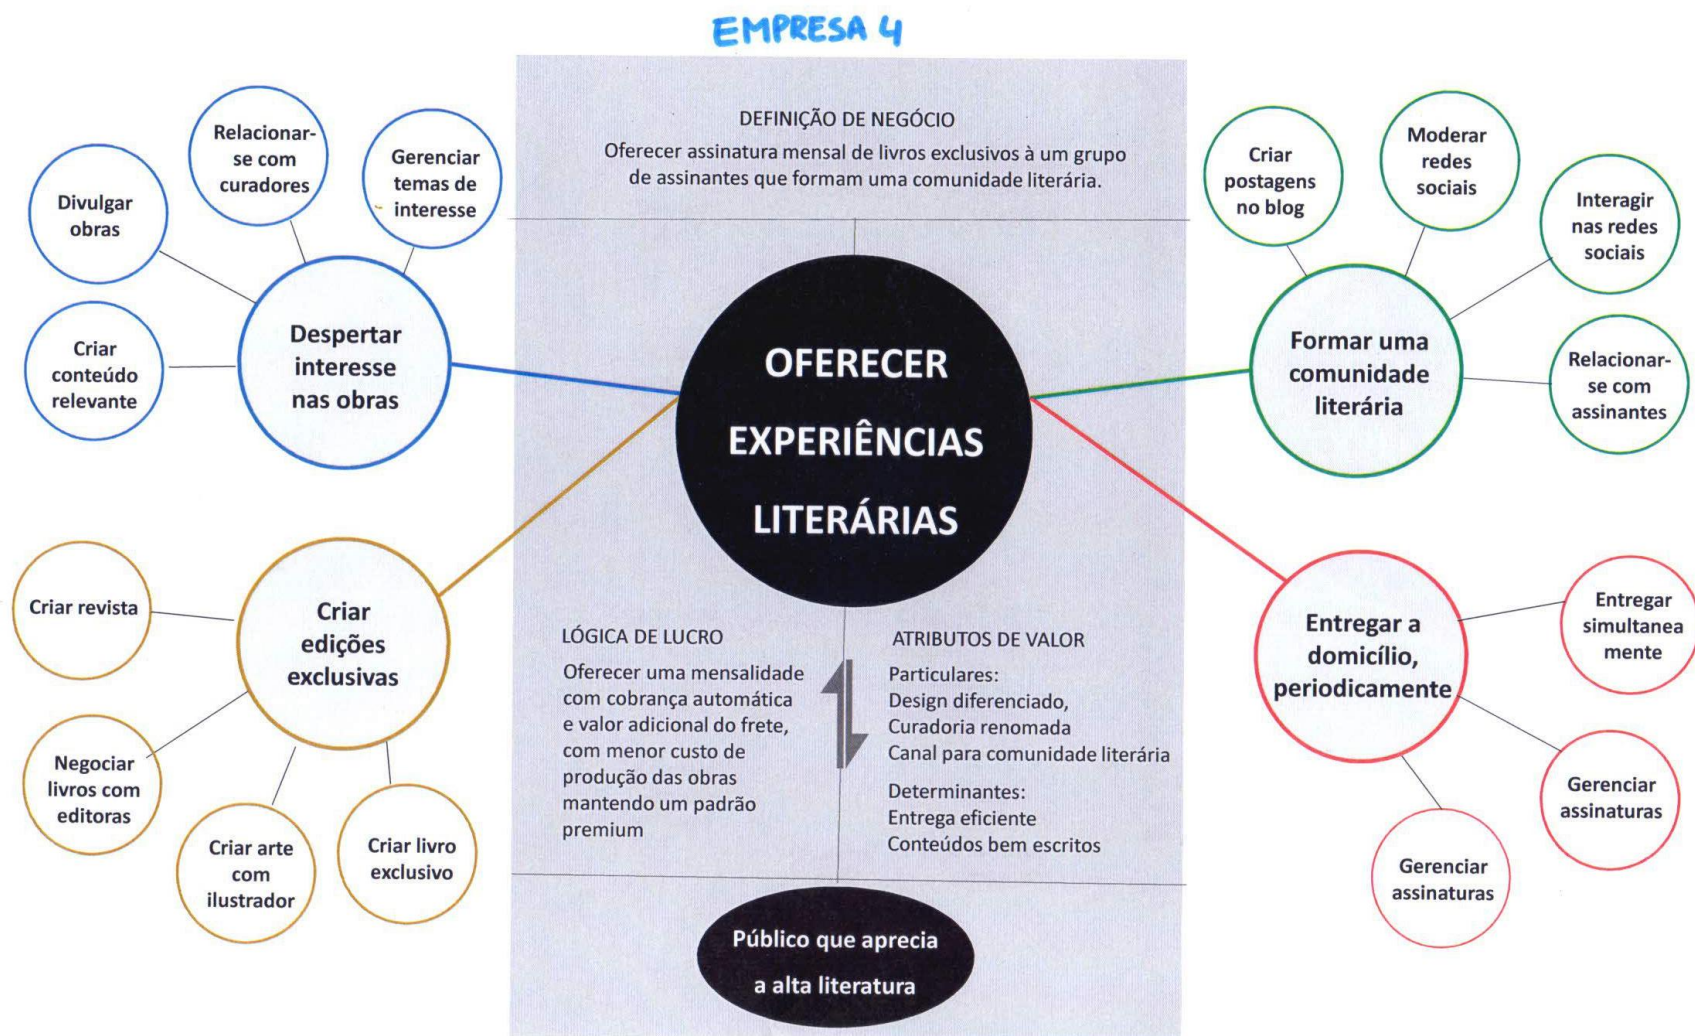 EMPRESA 4
DEFINIÇÃO DE NEGÓCIO
Oferecer assinatura mensal de livros exclusivos à um grupo
de assinantes que formam uma comunidade literária.
OFERECER
EXPERIÊNCIAS
LITERÁRIAS
Despertar
interesse
nas obras
Criar
conteúdo
relevante
Divulgar
obras
Relacionar-
se com
curadores
Gerenciar
temas de
interesse
Formar uma
comunidade
literária
Criar
postagens
no blog
Moderar
redes
sociais
Interagir
nas redes
sociais
Relacionar-
se com
assinantes
Criar
edições
exclusivas
Criar revista
Negociar
livros com
editoras
Criar arte
com
ilustrador
Criar livro
exclusivo
LÓGICA DE LUCRO
Oferecer uma mensalidade
com cobrança automática
e valor adicional do frete,
com menor custo de
produção das obras
mantendo um padrão
premium
ATRIBUTOS DE VALOR
Particulares:
Design diferenciado,
Curadoria renomada
Canal para comunidade literária
Determinantes:
Entrega eficiente
Conteúdos bem escritos
Entregar a
domicílio,
periodicamente
Entregar
simultanea
mente
Gerenciar
assinaturas
Gerenciar
assinaturas
Público que aprecia
a alta literatura